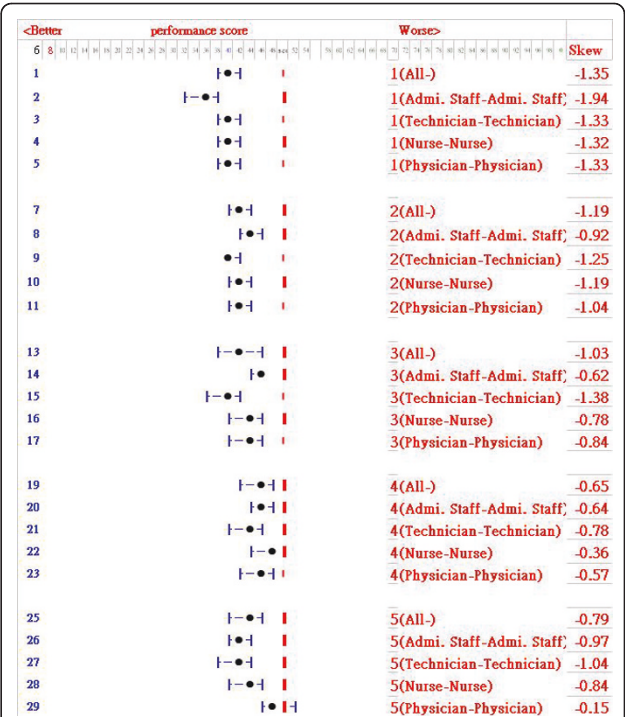 <Better performance score Worse>
6 8 Skew
1 1(All-) -1.35
2 1(Admi. Staff-Admi. Staff) -1.94
3 1(Technician-Technician) -1.33
4 1(Nurse-Nurse) -1.32
5 1(Physician-Physician) -1.33
7 2(All-) -1.19
8 2(Admi. Staff-Admi. Staff) -0.92
9 2(Technician-Technician) -1.25
10 2(Nurse-Nurse) -1.19
11 2(Physician-Physician) -1.04
13 3(All-) -1.03
14 3(Admi. Staff-Admi. Staff) -0.62
15 3(Technician-Technician) -1.38
16 3(Nurse-Nurse) -0.78
17 3(Physician-Physician) -0.84
19 4(All-) -0.65
20 4(Admi. Staff-Admi. Staff) -0.64
21 4(Technician-Technician) -0.78
22 4(Nurse-Nurse) -0.36
23 4(Physician-Physician) -0.57
25 5(All-) -0.79
26 5(Admi. Staff-Admi. Staff) -0.97
27 5(Technician-Technician) -1.04
28 5(Nurse-Nurse) -0.84
29 5(Physician-Physician) -0.15